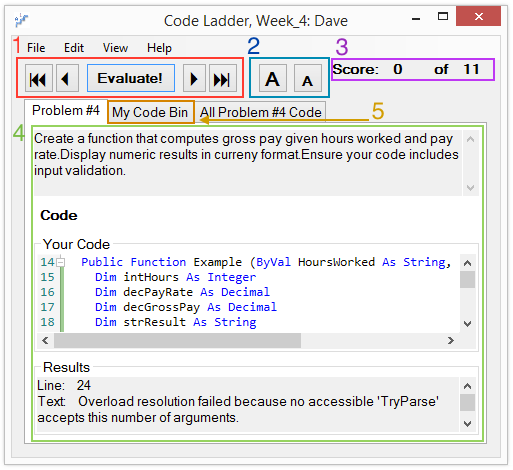 Code Ladder, Week_4: Dave
1
2
3
File Edit View Help
Evaluate!
A A
Score: 0 of 11
Problem #4 My Code Bin All Problem #4 Code
5
4
Create a function that computes gross pay given hours worked and pay
rate.Display numeric results in curreny format.Ensure your code includes
input validation.
Code
Your Code
14 Public Function Example (ByVal HoursWorked As String,
15 Dim intHours As Integer
16 Dim decPayRate As Decimal
17 Dim decGrossPay As Decimal
18 Dim strResult As String
Results
Line: 24
Text: Overload resolution failed because no accessible 'TryParse'
accepts this number of arguments.